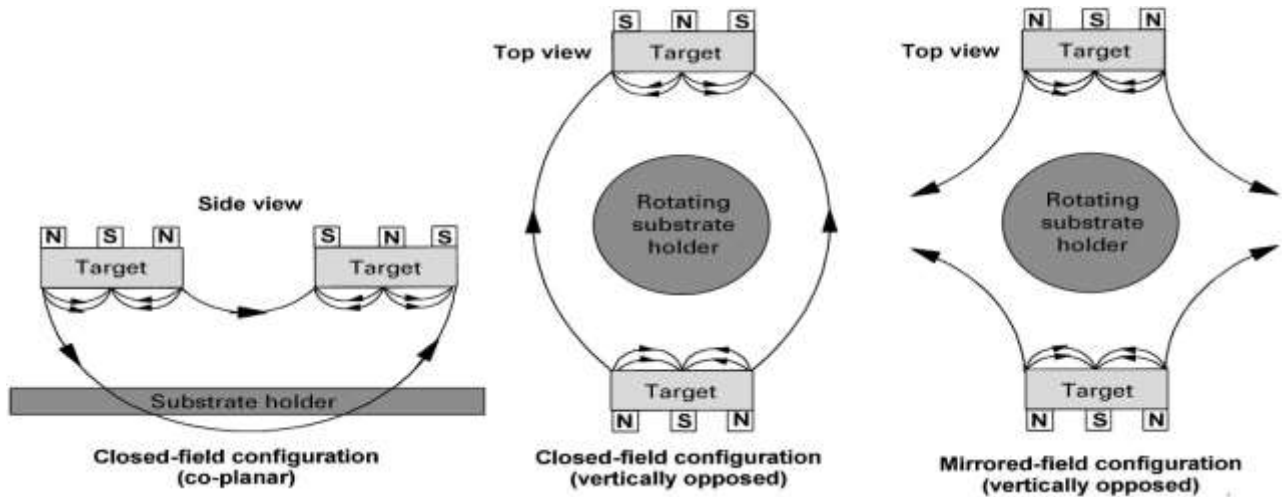 Side view
N S N
S N S
Target
Target
Substrate holder
Closed-field configuration
(co-planar)
S N S
Top view
Target
Rotating
substrate
holder
Target
N S N
Closed-field configuration
(vertically opposed)
N S N
Top view
Target
Rotating
substrate
holder
Target
N S N
Mirrored-field configuration
(vertically opposed)